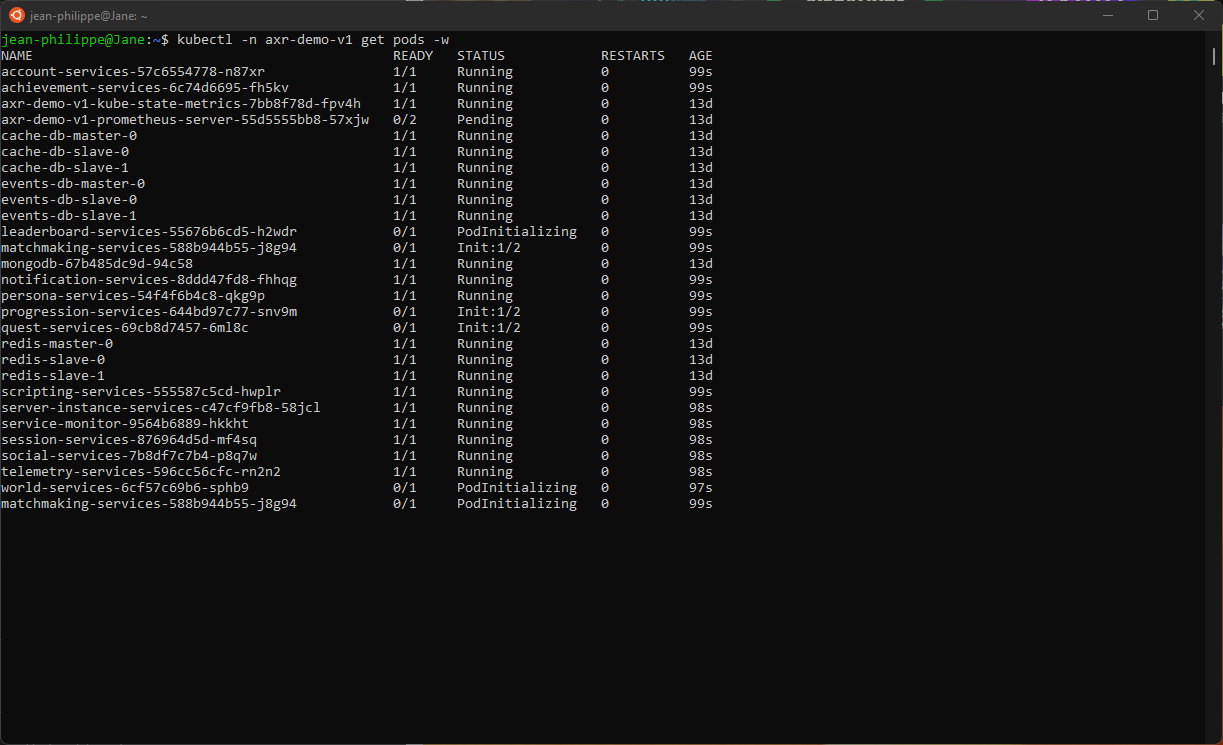 jean-philippe@Jane: ~
jean-philippe@Jane:~$ kubectl -n axr-demo-v1 get pods -w
NAME READY STATUS RESTARTS AGE
account-services-57c6554778-n87xr 1/1 Running 0 99s
achievement-services-6c74d6695-fh5kv 1/1 Running 0 99s
axr-demo-v1-kube-state-metrics-7bb8f78d-fpv4h 1/1 Running 0 13d
axr-demo-v1-prometheus-server-55d5555bb8-57xjw 0/2 Pending 0 13d
cache-db-master-0 1/1 Running 0 13d
cache-db-slave-0 1/1 Running 0 13d
cache-db-slave-1 1/1 Running 0 13d
events-db-master-0 1/1 Running 0 13d
events-db-slave-0 1/1 Running 0 13d
events-db-slave-1 1/1 Running 0 13d
leaderboard-services-55676b6cd5-h2wdr 0/1 PodInitializing 0 99s
matchmaking-services-588b944b55-j8g94 0/1 Init:1/2 0 99s
mongodb-67b485dc9d-94c58 1/1 Running 0 13d
notification-services-8ddd47fd8-fhhqg 1/1 Running 0 99s
persona-services-54f4f6b4c8-qkg9p 1/1 Running 0 99s
progression-services-644bd97c77-snv9m 0/1 Init:1/2 0 99s
quest-services-69cb8d7457-6ml8c 0/1 Init:1/2 0 99s
redis-master-0 1/1 Running 0 13d
redis-slave-0 1/1 Running 0 13d
redis-slave-1 1/1 Running 0 13d
scripting-services-555587c5cd-hwplr 1/1 Running 0 99s
server-instance-services-c47cf9fb8-58jcl 1/1 Running 0 98s
service-monitor-9564b6889-hkkht 1/1 Running 0 98s
session-services-876964d5d-mf4sq 1/1 Running 0 98s
social-services-7b8df7c7b4-p8q7w 1/1 Running 0 98s
telemetry-services-596cc56cfc-rn2n2 1/1 Running 0 98s
world-services-6cf57c69b6-sphb9 0/1 PodInitializing 0 97s
matchmaking-services-588b944b55-j8g94 0/1 PodInitializing 0 99s